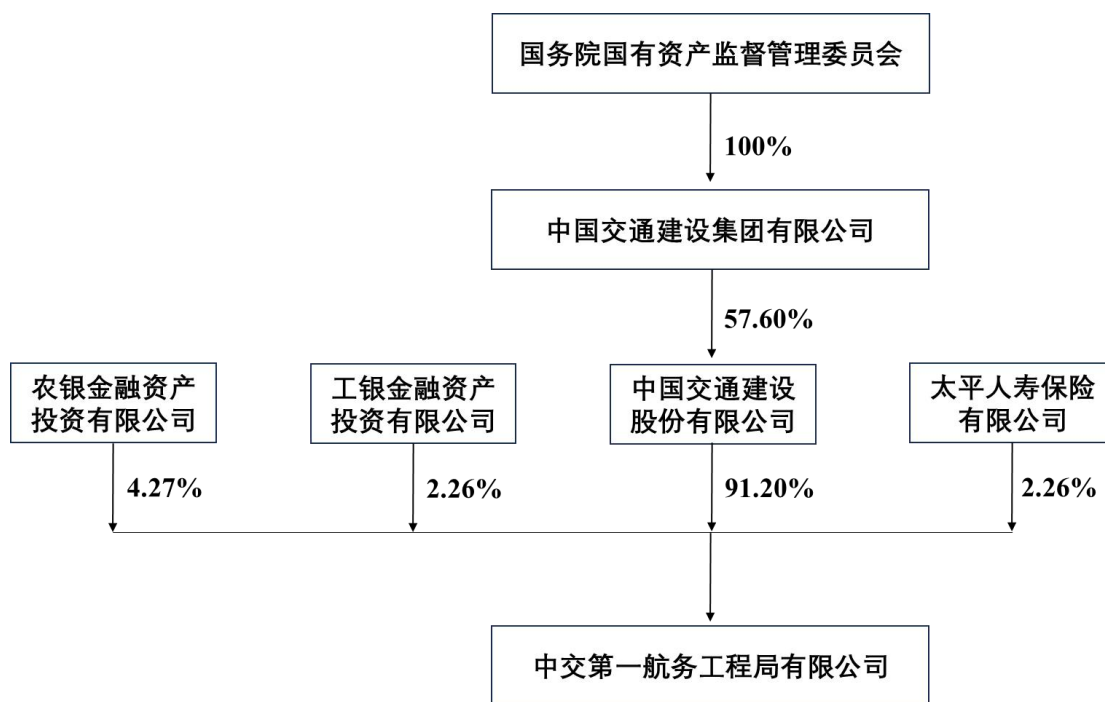 国务院国有资产监督管理委员会
100%
中国交通建设集团有限公司
57.60%
农银金融资产
投资有限公司
工银金融资产
投资有限公司
中国交通建设
股份有限公司
太平人寿保险
有限公司
4.27%
2.26%
91.20%
2.26%
中交第一航务工程局有限公司